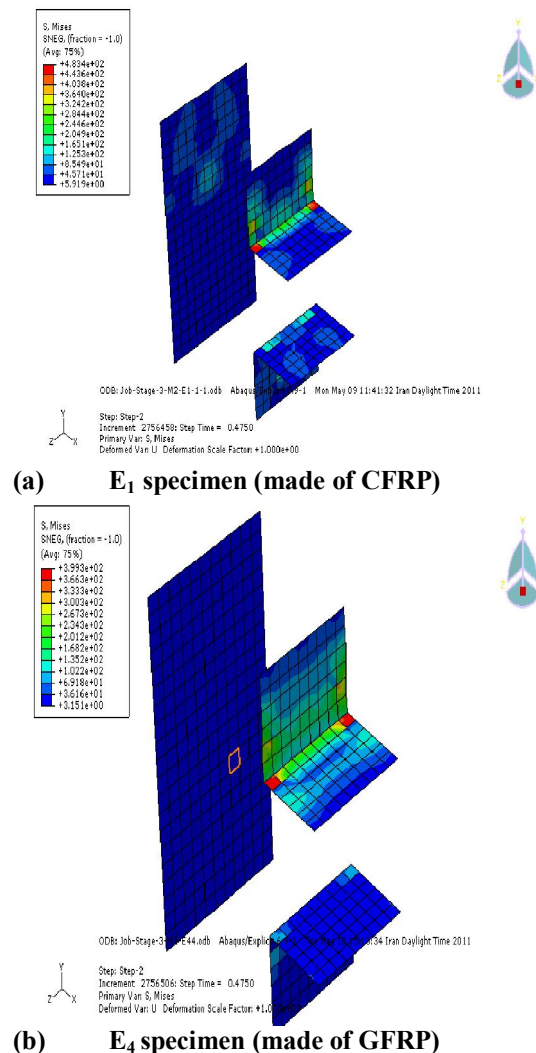 S, Mises
SNEG, (fraction = -1.0)
(Avg: 75%)
+4.834e+02
+4.436e+02
+4.038e+02
+3.640e+02
+3.242e+02
+2.844e+02
+2.446e+02
+2.049e+02
+1.651e+02
+1.253e+02
+8.549e+01
+4.571e+01
+5.919e+00
Y
Z
ODB: Job-Stage-3-M2-E1-1-1.odb Mon May 09 11:41:32 Iran Daylight Time 2011
Step: Step-2
Increment 2756458: Step Time = 0.4750
Primary Var: S, Mises
Deformed Var: U Deformation Scale Factor: +1.000e+00
Y
Z X
(a) E1 specimen (made of CFRP)
S, Mises
SNEG, (fraction = -1.0)
(Avg: 75%)
+3.993e+02
+3.663e+02
+3.333e+02
+3.003e+02
+2.673e+02
+2.343e+02
+2.012e+02
+1.682e+02
+1.352e+02
+1.022e+02
+6.918e+01
+3.616e+01
+3.151e+00
Y
Z
Iran Daylight Time 2011
Step: Step-2
Increment 2756506: Step Time = 0.4750
Primary Var: S, Mises
Deformed Var: U Deformation Scale Factor:
Y
Z X
(b) E4 specimen (made of GFRP)